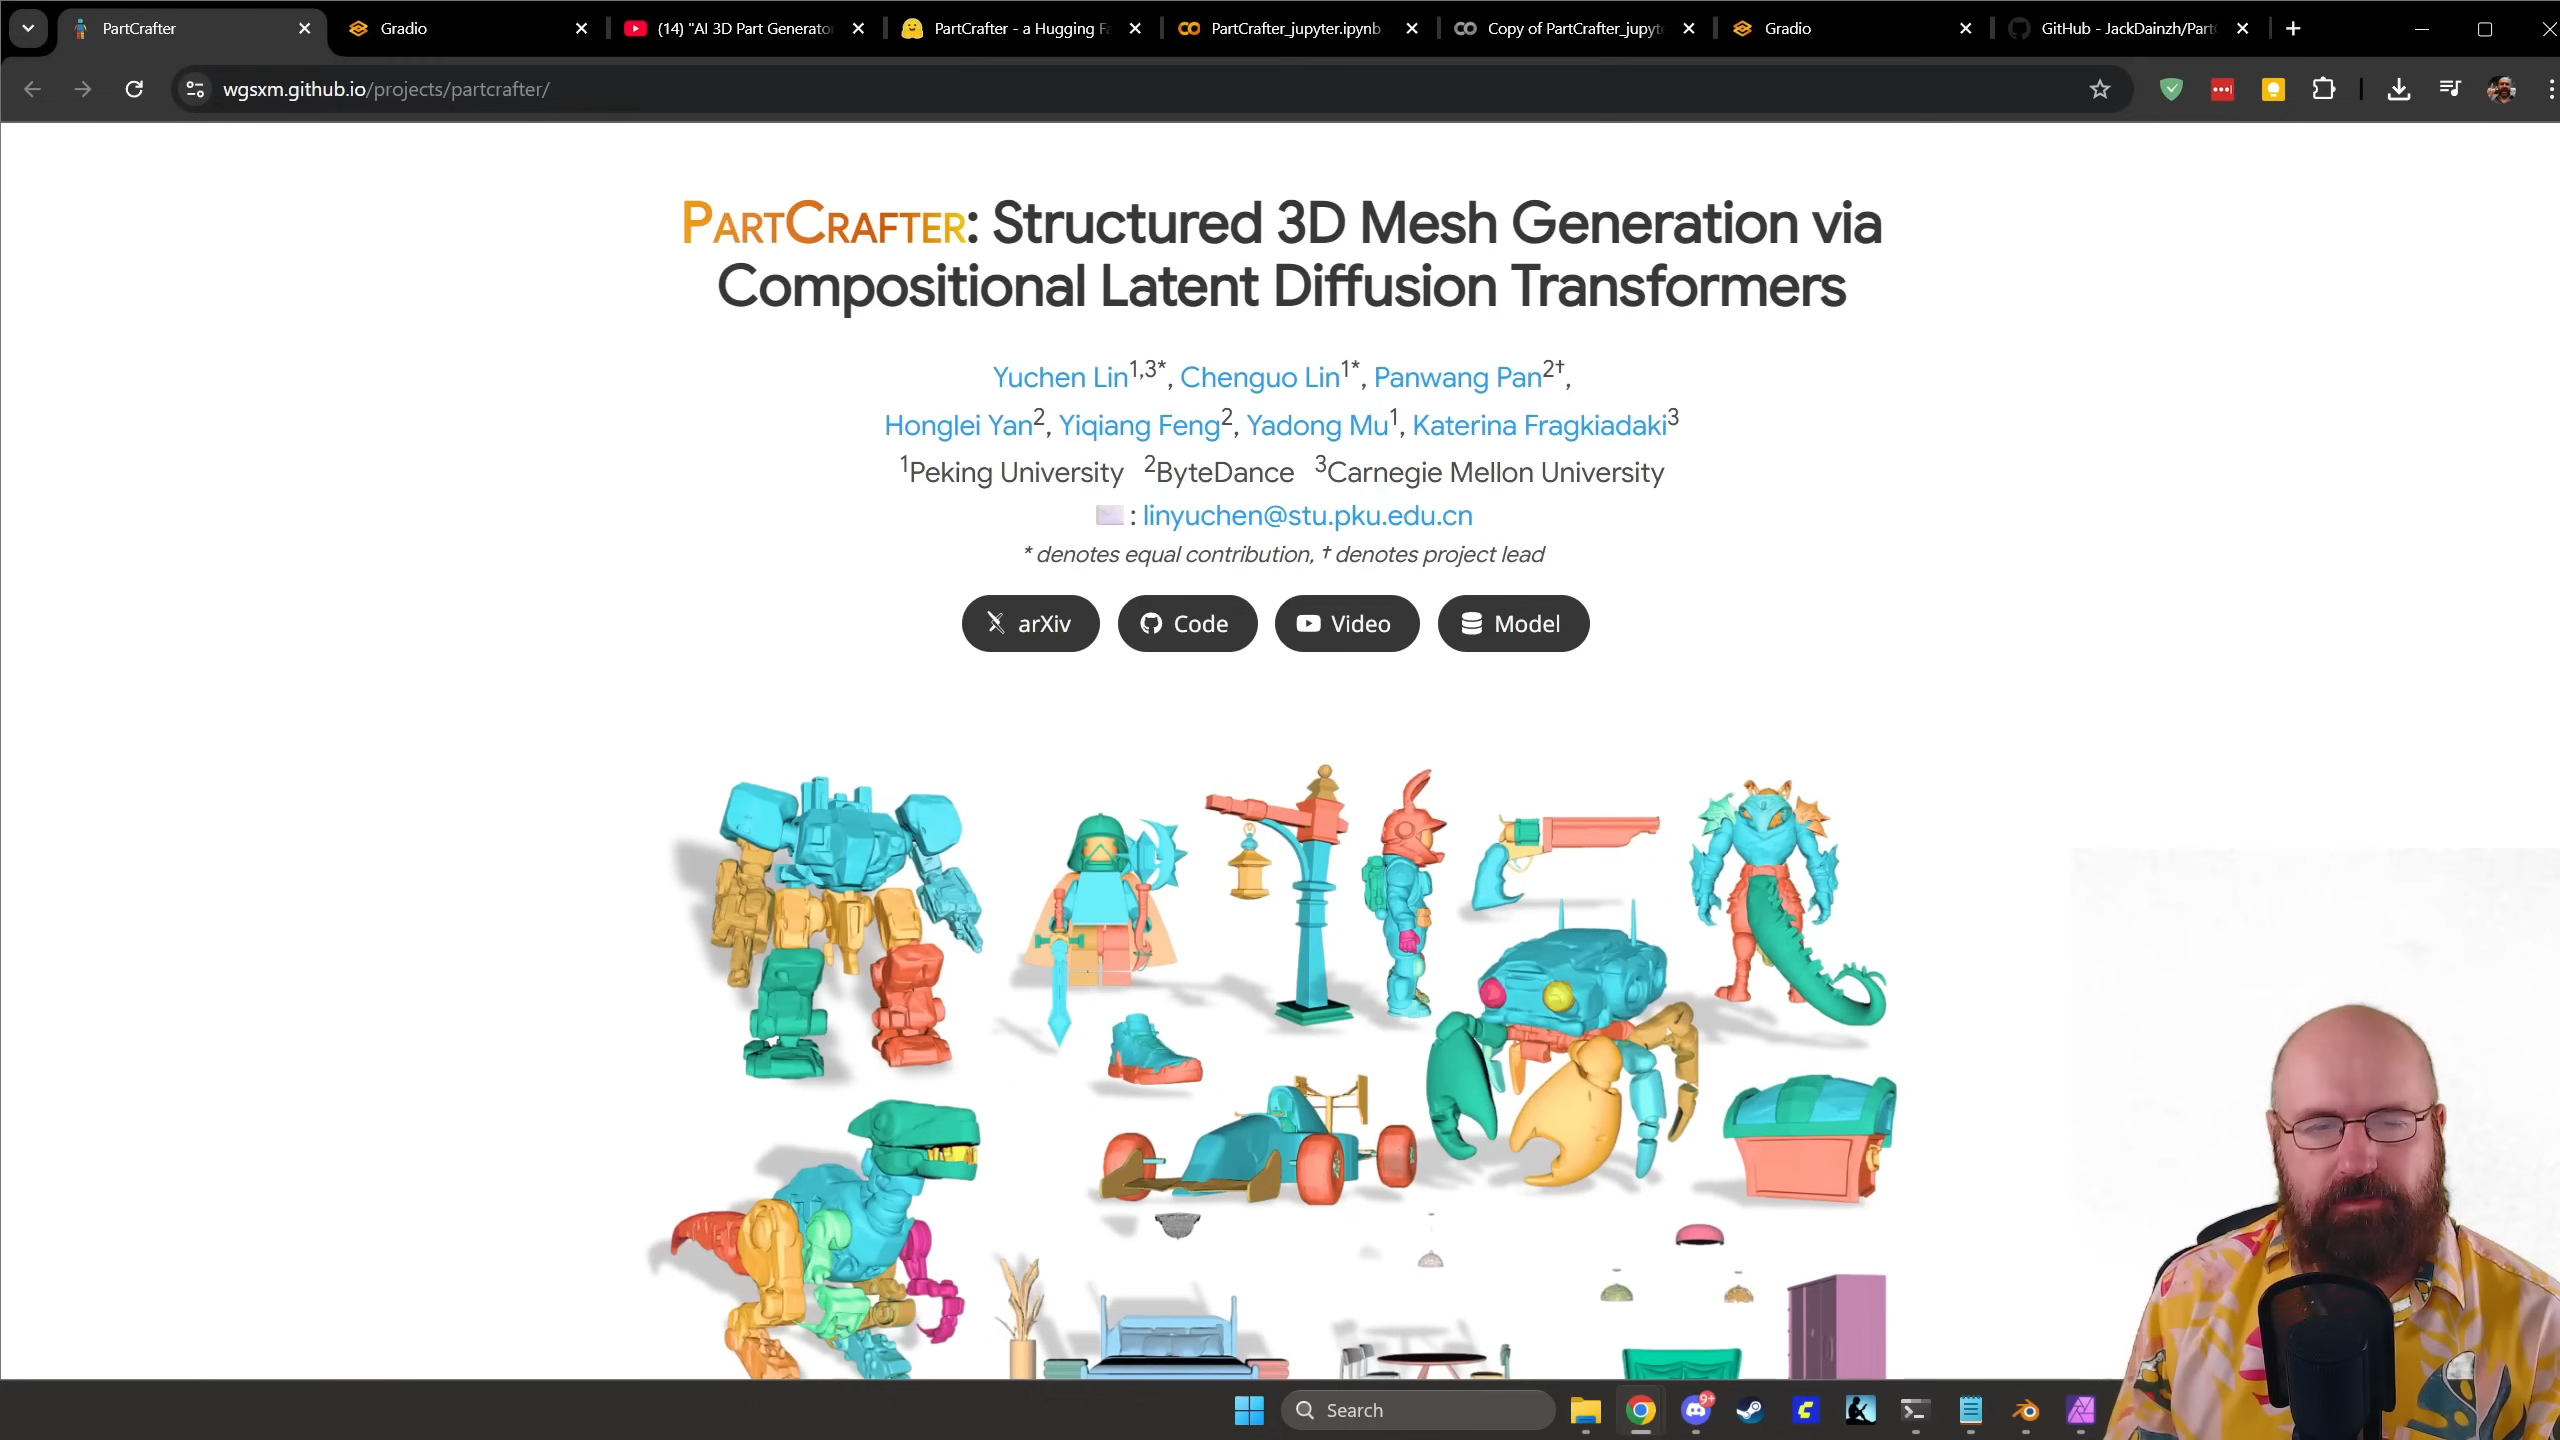 PartCrafter
Gradio
(14) "AI 3D Part Generato
PartCrafter - a Hugging Fa
PartCrafter_jupyter.ipynb
Copy of PartCrafter_jupyt
Gradio
GitHub - JackDainzh/Part
wgsxm.github.io/projects/partcrafter/
PARTCRAFTER: Structured 3D Mesh Generation via
Compositional Latent Diffusion Transformers
Yuchen Lin1,3*, Chenguo Lin1*, Panwang Pan2†,
Honglei Yan2, Yiqiang Feng2, Yadong Mu1, Katerina Fragkiadaki3
1Peking University 2ByteDance 3Carnegie Mellon University
: linyuchen@stu.pku.edu.cn
* denotes equal contribution, † denotes project lead
arXiv
Code
Video
Model
Search
9+